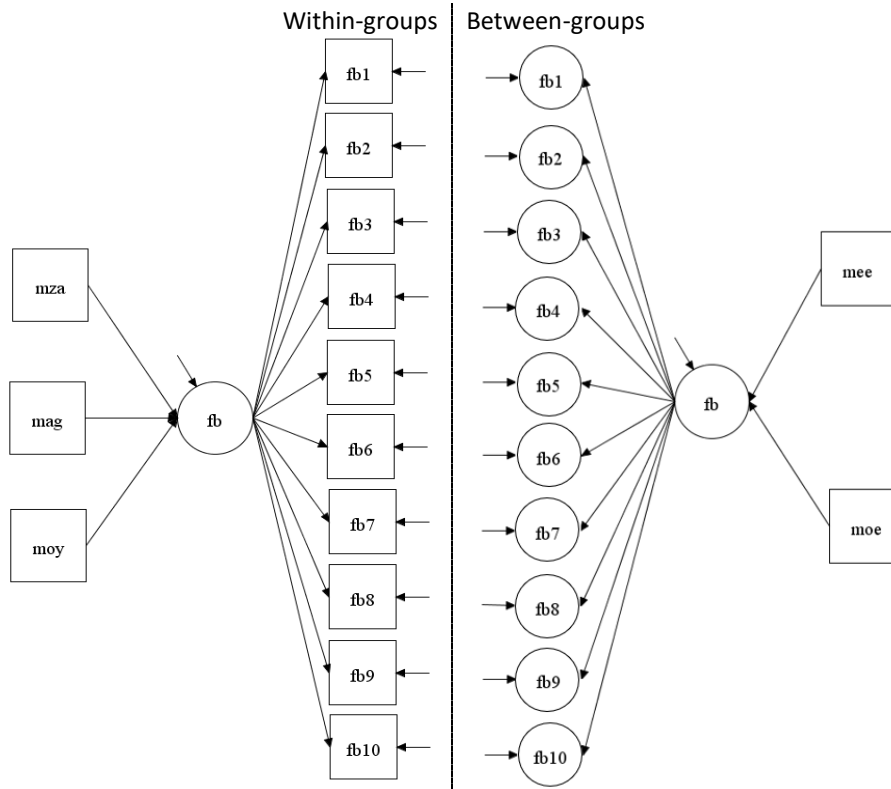 Within-groups
Between-groups
fb1
fb2
fb3
fb4
fb5
fb6
fb7
fb8
fb9
fb10
mza
mag
moy
fb
fb1
fb2
fb3
fb4
fb5
fb6
fb7
fb8
fb9
fb10
fb
mee
moe